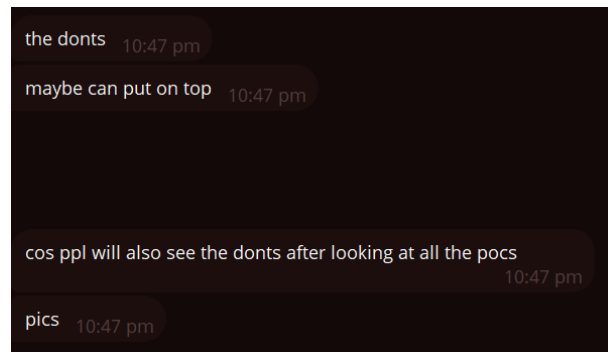 the donts 10:47 pm
maybe can put on top 10:47 pm
cos ppl will also see the donts after looking at all the pocs
10:47 pm
pics 10:47 pm